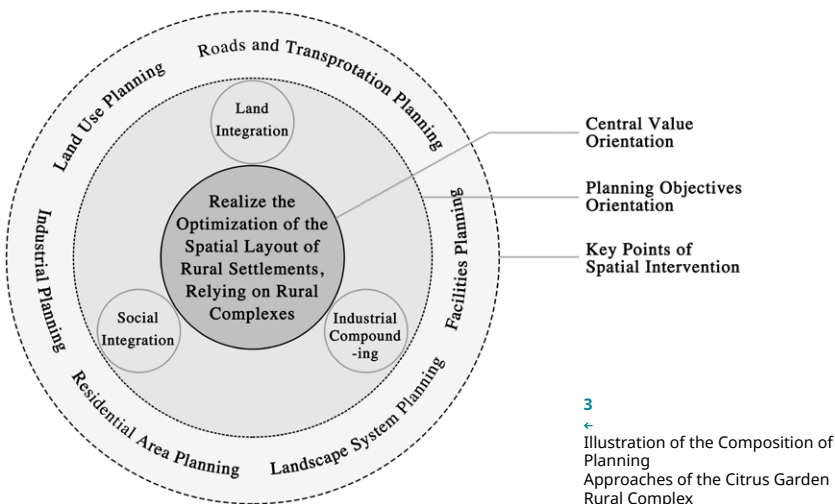 Roads and Transprotation Planning
Land Use Planning
Industrial Planning
Residential Area Planning
Landscape System Planning
Facilities Planning
Land
Integration
Realize the
Optimization of the
Spatial Layout of
Rural Settlements,
Relying on Rural
Complexes
Social
Integration
Industrial
Compound
-ing
Central Value
Orientation
Planning Objectives
Orientation
Key Points of
Spatial Intervention
3
←
Illustration of the Composition of
Planning
Approaches of the Citrus Garden
Rural Complex